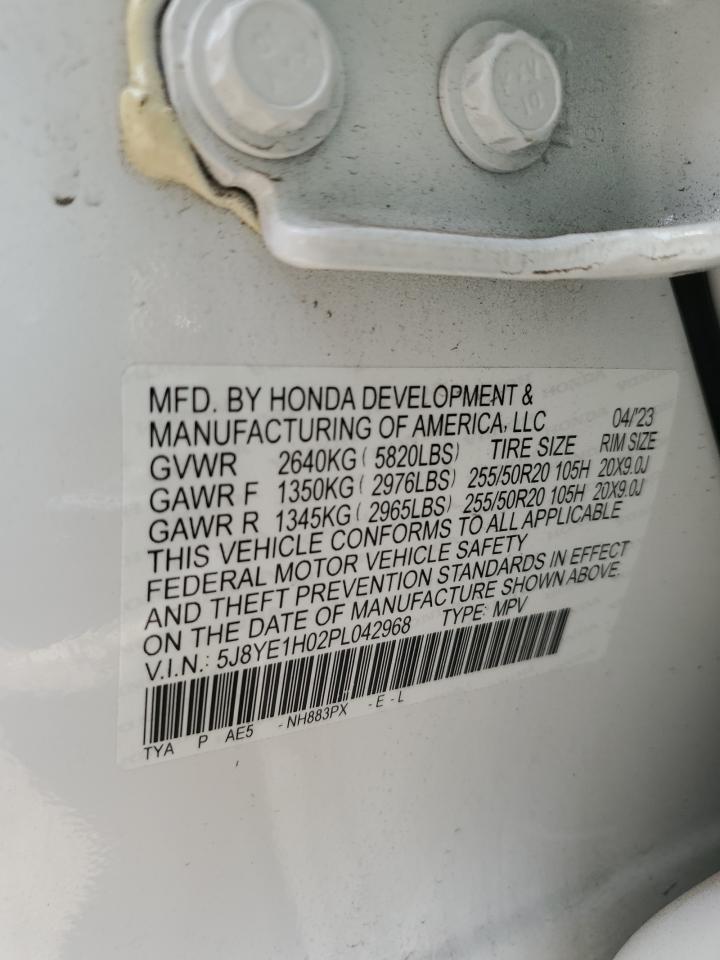 MFD. BY HONDA DEVELOPMENT &
MANUFACTURING OF AMERICA, LLC 04/'23
GVWR 2640KG ( 5820LBS) TIRE SIZE RIM SIZE
GAWR F 1350KG ( 2976LBS) 255/50R20 105H 20X9.0J
GAWR R 1345KG ( 2965LBS) 255/50R20 105H 20X9.0J
THIS VEHICLE CONFORMS TO ALL APPLICABLE
FEDERAL MOTOR VEHICLE SAFETY
AND THEFT PREVENTION STANDARDS IN EFFECT
ON THE DATE OF MANUFACTURE SHOWN ABOVE.
V.I.N.: 5J8YE1H02PL042968 TYPE: MPV
TYA P AE5 - NH883PX - E - L